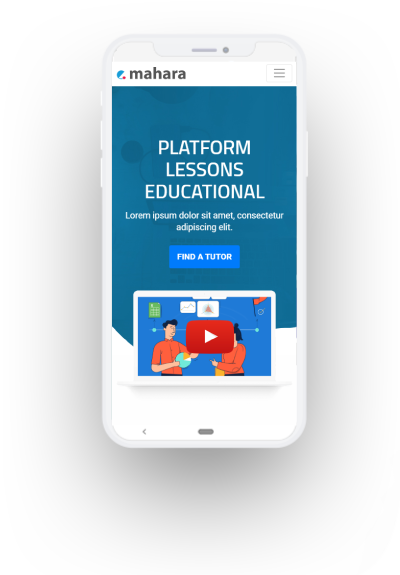 mahara
PLATFORM
LESSONS
EDUCATIONAL
Lorem ipsum dolor sit amet, consectetur
adipiscing elit.
FIND A TUTOR